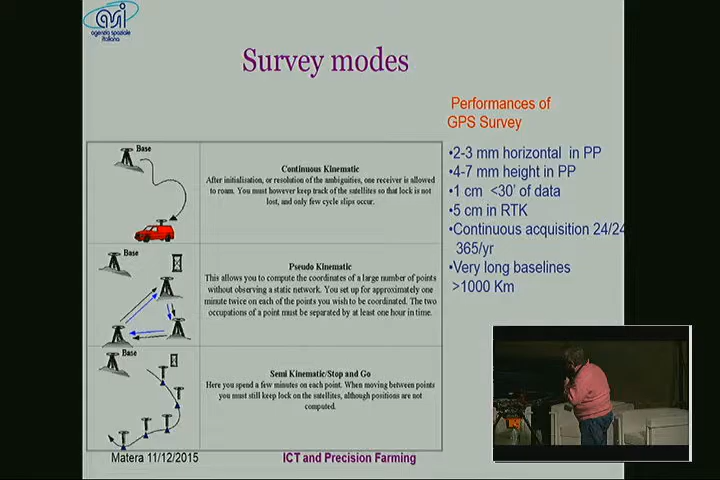 asi
agenzia spaziale
italiana
Survey modes
Performances of
GPS Survey
•2-3 mm horizontal in PP
•4-7 mm height in PP
•1 cm <30' of data
•5 cm in RTK
•Continuous acquisition 24/24
365/yr
•Very long baselines
>1000 Km
Base
Continuous Kinematic
After initialisation, or resolution of the ambiguities, one receiver is allowed
to roam. You must however keep track of the satellites so that lock is not
lost, and only few cycle slips occur.
Base
Pseudo Kinematic
This allows you to compute the coordinates of a large number of points
without observing a static network. You set up for approximately one
minute twice on each of the points you wish to be coordinated. The two
occupations of a point must be separated by at least one hour in time.
Base
Semi Kinematic/Stop and Go
Here you spend a few minutes on each point. When moving between points
you must still keep lock on the satellites, although positions are not
computed.
Matera 11/12/2015
ICT and Precision Farming